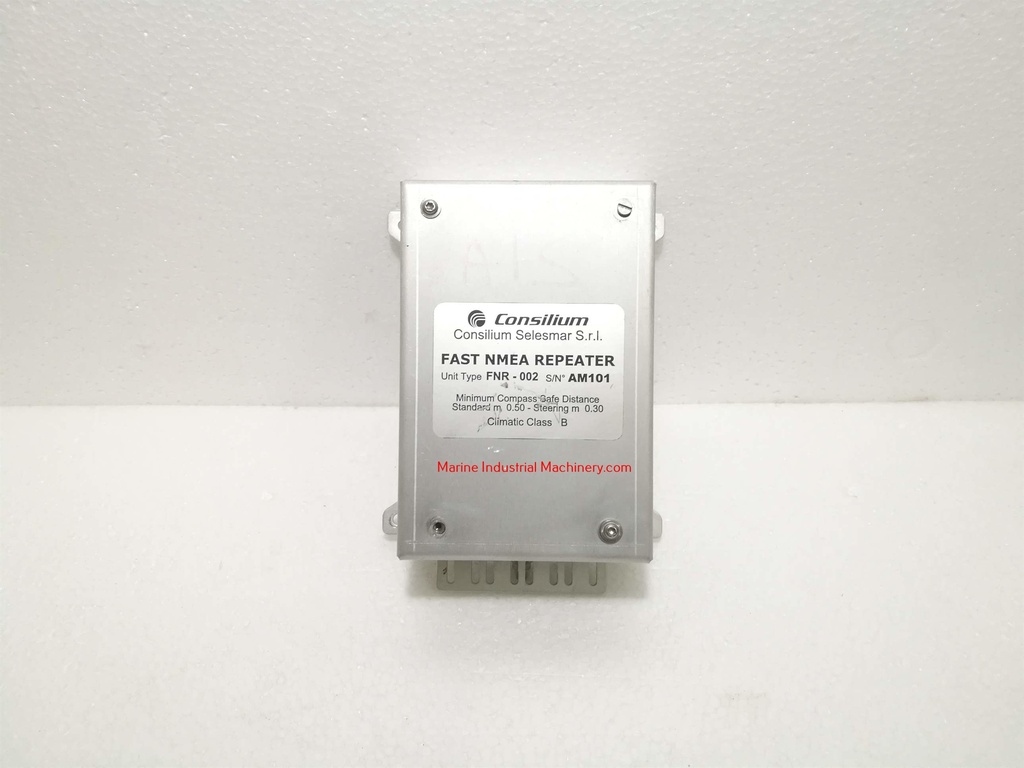 AIS
Consilium
Consilium Selesmar S.r.l.
FAST NMEA REPEATER
Unit Type FNR - 002 S/N° AM101
Minimum Compass Safe Distance
Standard m 0.50 - Steering m 0.30
Climatic Class B
Marine Industrial Machinery.com